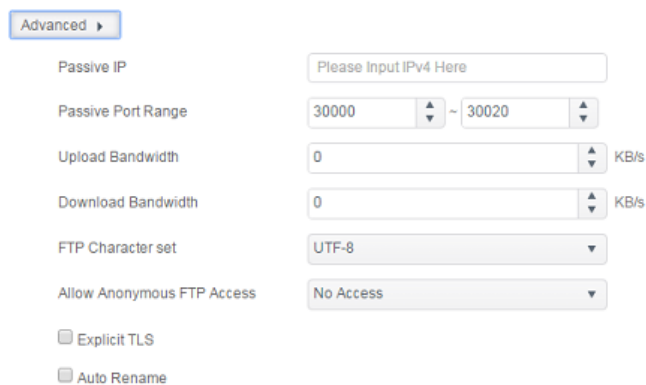 Advanced
Passive IP Please Input IPv4 Here
Passive Port Range 30000 ~ 30020
Upload Bandwidth 0 KB/s
Download Bandwidth 0 KB/s
FTP Character set UTF-8
Allow Anonymous FTP Access No Access
Explicit TLS
Auto Rename